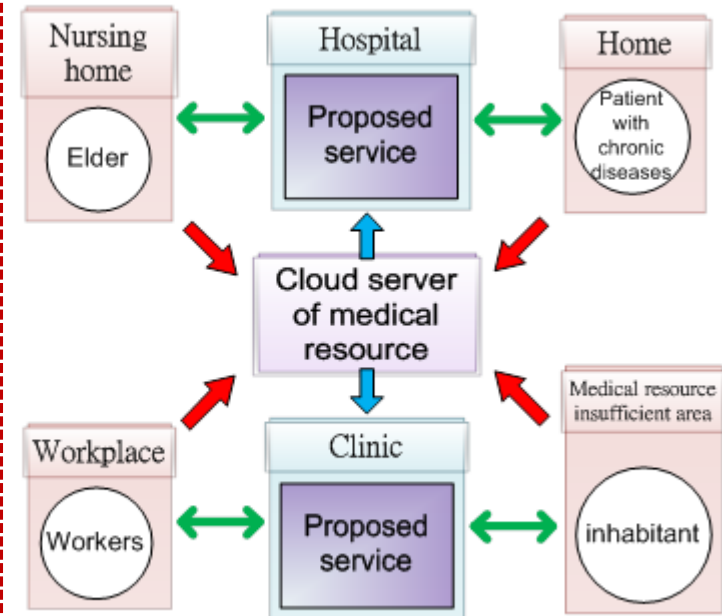 Nursing
home
Elder
Hospital
Proposed
service
Home
Patient
with
chronic
diseases
Cloud server
of medical
resource
Workplace
Workers
Clinic
Proposed
service
Medical resource
insufficient area
inhabitant